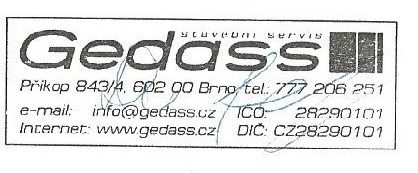 stavební servis
Gedass
Příkop 843/4, 602 00 Brno, tel.: 777 206 251
e-mail: info@gedass.cz IČO: 28290101
Internet: www.gedass.cz DIČ: CZ28290101